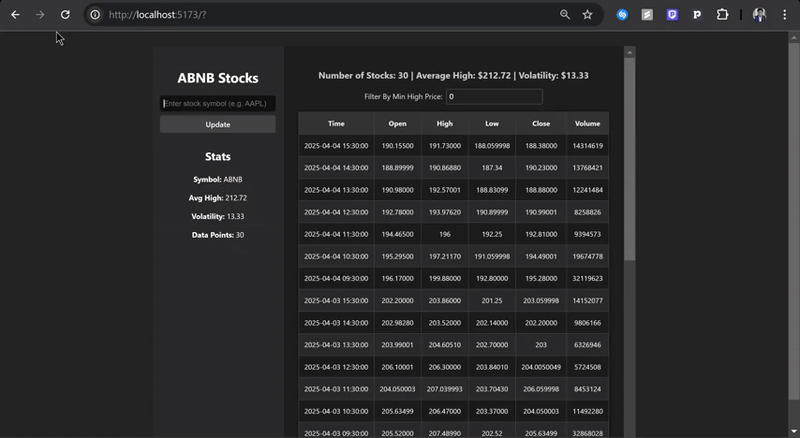 http://localhost:5173/?
ABNB Stocks
Enter stock symbol (e.g. AAPL)
Update
Stats
Symbol: ABNB
Avg High: 212.72
Volatility: 13.33
Data Points: 30
Number of Stocks: 30 | Average High: $212.72 | Volatility: $13.33
Filter By Min High Price: 0
Time Open High Low Close Volume
2025-04-04 15:30:00 190.15500 191.73000 188.059998 188.38000 14314619
2025-04-04 14:30:00 188.89999 190.86880 187.34 190.23000 13768421
2025-04-04 13:30:00 190.98000 192.57001 188.83099 188.88000 12241484
2025-04-04 12:30:00 192.78000 193.97620 190.89999 190.99001 8258826
2025-04-04 11:30:00 194.46500 196 192.25 192.81000 9394573
2025-04-04 10:30:00 195.29500 197.21170 191.059998 194.49001 19674778
2025-04-04 09:30:00 196.17000 199.88000 192.80000 195.28000 32119623
2025-04-03 15:30:00 202.20000 203.86000 201.25 203.059998 14152077
2025-04-03 14:30:00 202.98280 203.52000 202.14000 202.20000 9806166
2025-04-03 13:30:00 203.99001 204.60510 202.70000 203 6326946
2025-04-03 12:30:00 206.10001 206.30000 203.84010 204.0050049 5724508
2025-04-03 11:30:00 204.050003 207.039993 203.70430 206.059998 8453124
2025-04-03 10:30:00 205.63499 206.47000 203.37000 204.050003 11492280
2025-04-03 09:30:00 205.52000 207.48990 202.52 205.63499 32868028